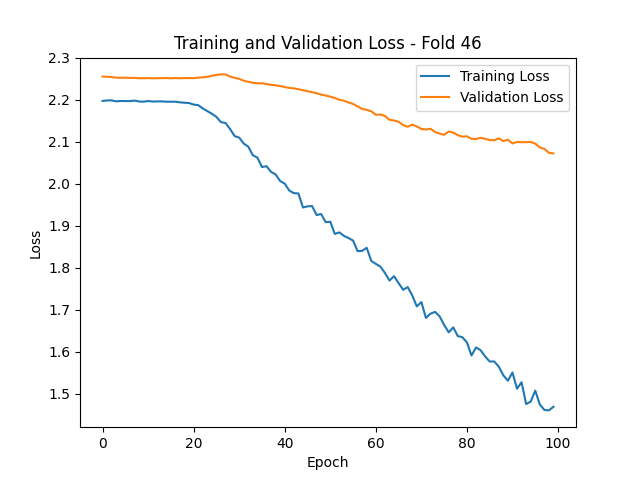 Training and Validation Loss - Fold 46
2.3
2.2
2.1
2.0
1.9
1.8
1.7
1.6
1.5
Loss
Training Loss
Validation Loss
0 20 40 60 80 100
Epoch